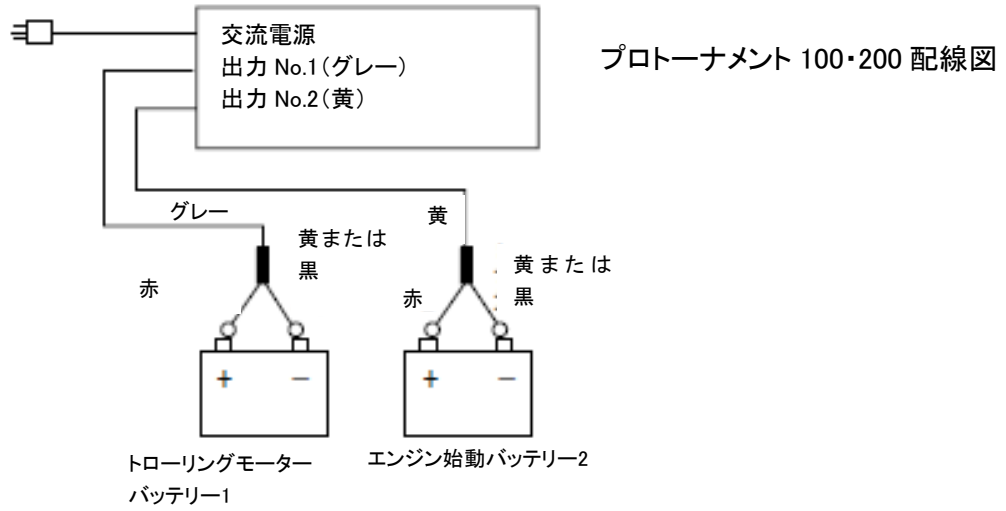 交流電源
出力 No.1(グレー)
出力 No.2(黄)
プロトーナメント 100・200 配線図
グレー
黄または
黒
赤
黄
黄または
黒
赤
+ −
+ −
トローリングモーター
バッテリー1
エンジン始動バッテリー2